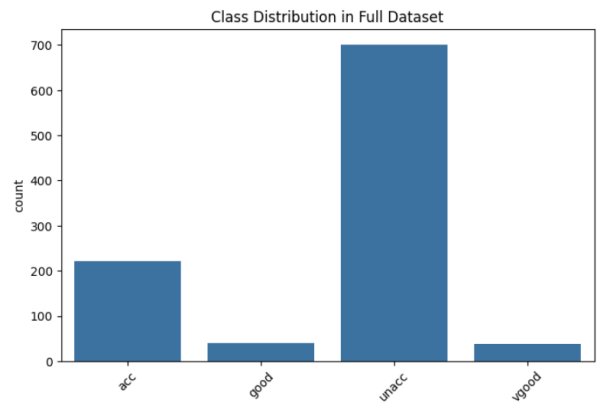 Class Distribution in Full Dataset
count
700
600
500
400
300
200
100
0
acc
good
unacc
vgood